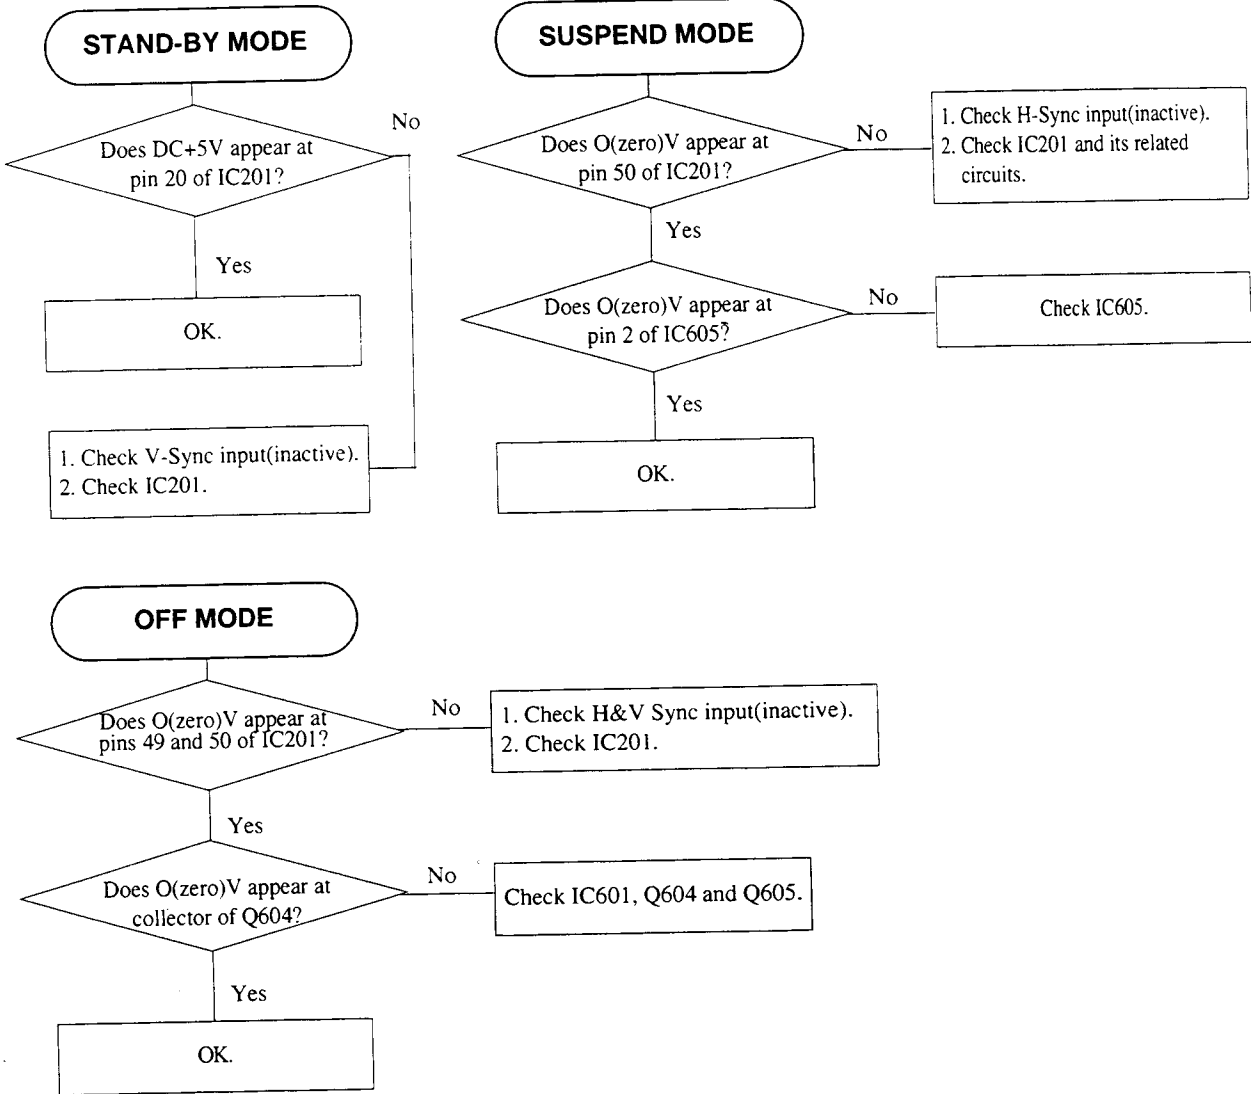 STAND-BY MODE
Does DC+5V appear at
pin 20 of IC201?
No
Yes
OK.
1. Check V-Sync input(inactive).
2. Check IC201.
SUSPEND MODE
Does O(zero)V appear at
pin 50 of IC201?
No
1. Check H-Sync input(inactive).
2. Check IC201 and its related
circuits.
Yes
Does O(zero)V appear at
pin 2 of IC605?
No
Check IC605.
Yes
OK.
OFF MODE
Does O(zero)V appear at
pins 49 and 50 of IC201?
No
1. Check H&V Sync input(inactive).
2. Check IC201.
Yes
Does O(zero)V appear at
collector of Q604?
No
Check IC601, Q604 and Q605.
Yes
OK.